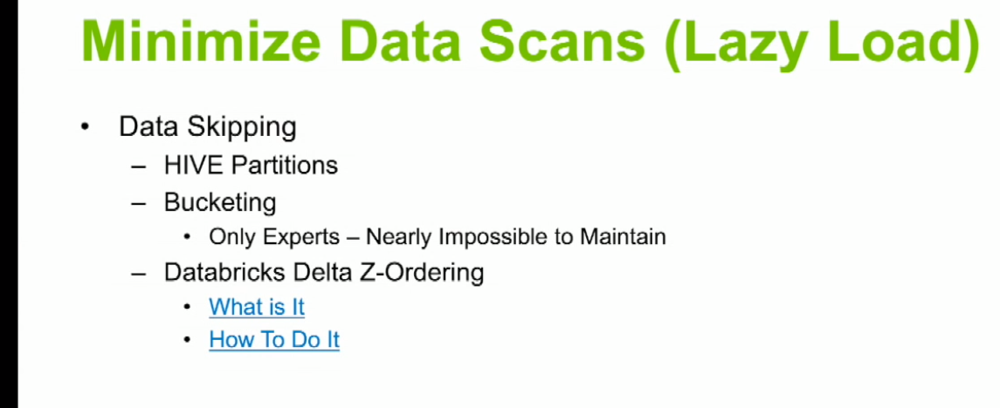 Minimize Data Scans (Lazy Load)
• Data Skipping
– HIVE Partitions
– Bucketing
• Only Experts – Nearly Impossible to Maintain
– Databricks Delta Z-Ordering
• What is It
• How To Do It